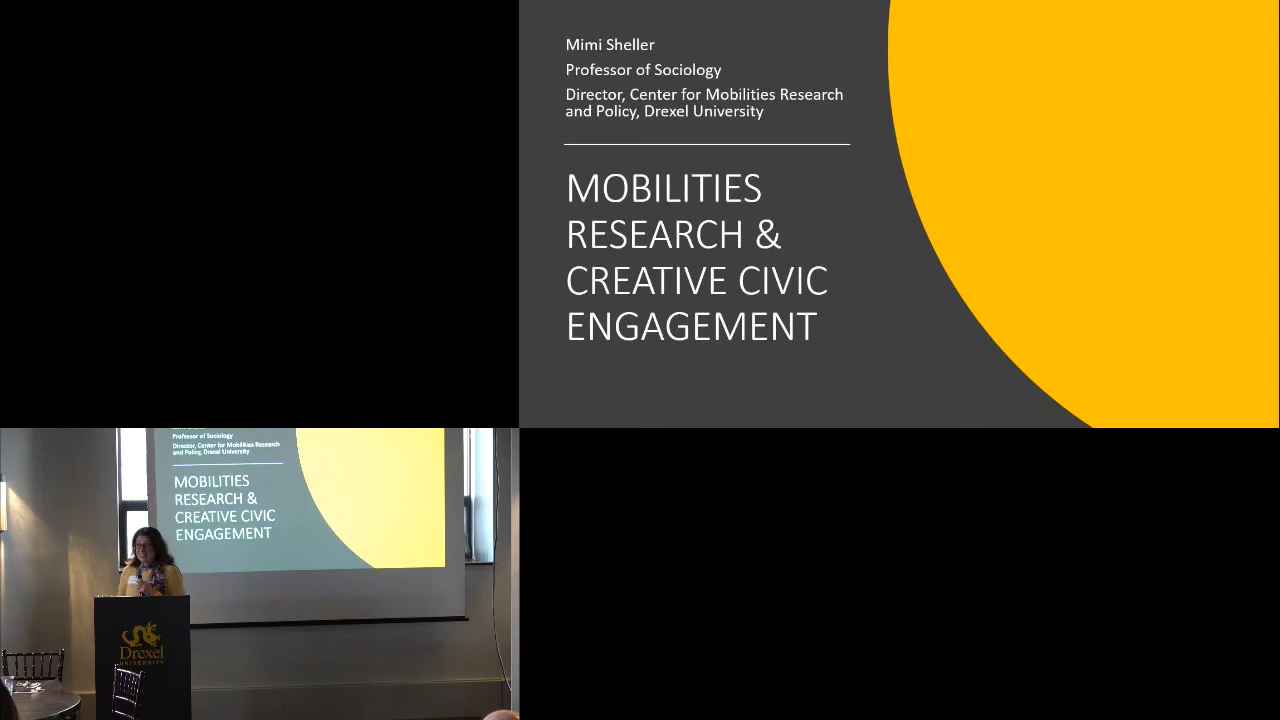 Mimi Sheller
Professor of Sociology
Director, Center for Mobilities Research
and Policy, Drexel University
MOBILITIES
RESEARCH &
CREATIVE CIVIC
ENGAGEMENT
Professor of Sociology
Director, Center for Mobilities Research
and Policy, Drexel University
MOBILITIES
RESEARCH &
CREATIVE CIVIC
ENGAGEMENT
Drexel
UNIVERSITY